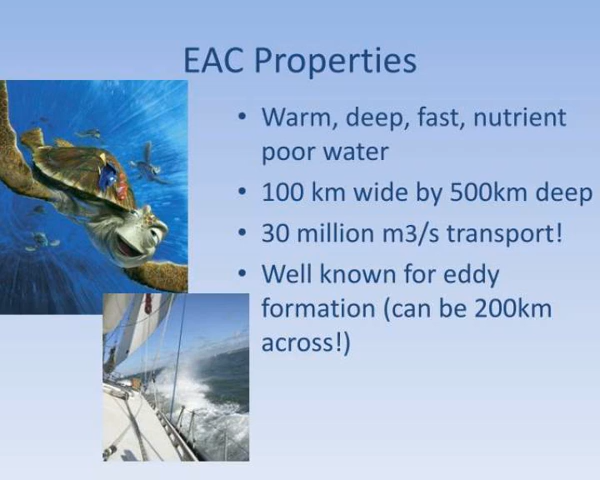 EAC Properties
• Warm, deep, fast, nutrient
poor water
• 100 km wide by 500km deep
• 30 million m3/s transport!
• Well known for eddy
formation (can be 200km
across!)